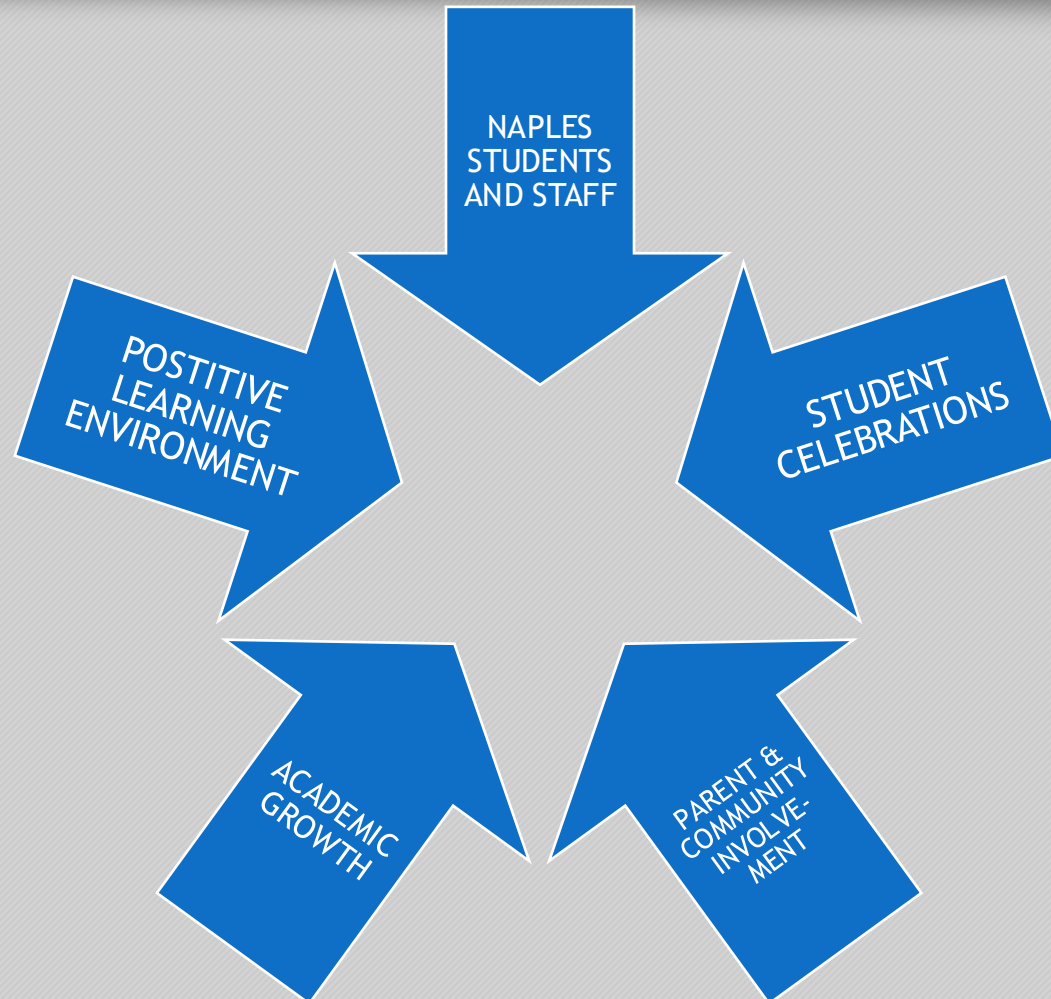 NAPLES
STUDENTS
AND STAFF
POSTITIVE
LEARNING
ENVIRONMENT
STUDENT
CELEBRATIONS
ACADEMIC
GROWTH
PARENT &
COMMUNITY
INVOLVE-
MENT